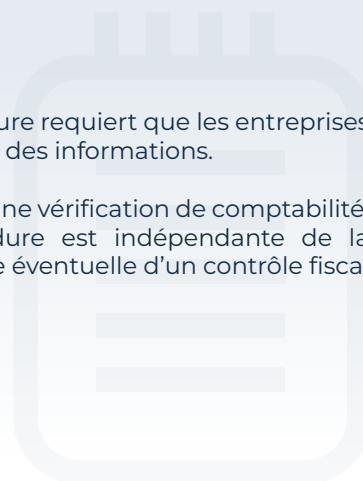 ure requiert que les entreprises
des informations.
ne vérification de comptabilité
dure est indépendante de la
e éventuelle d'un contrôle fisca